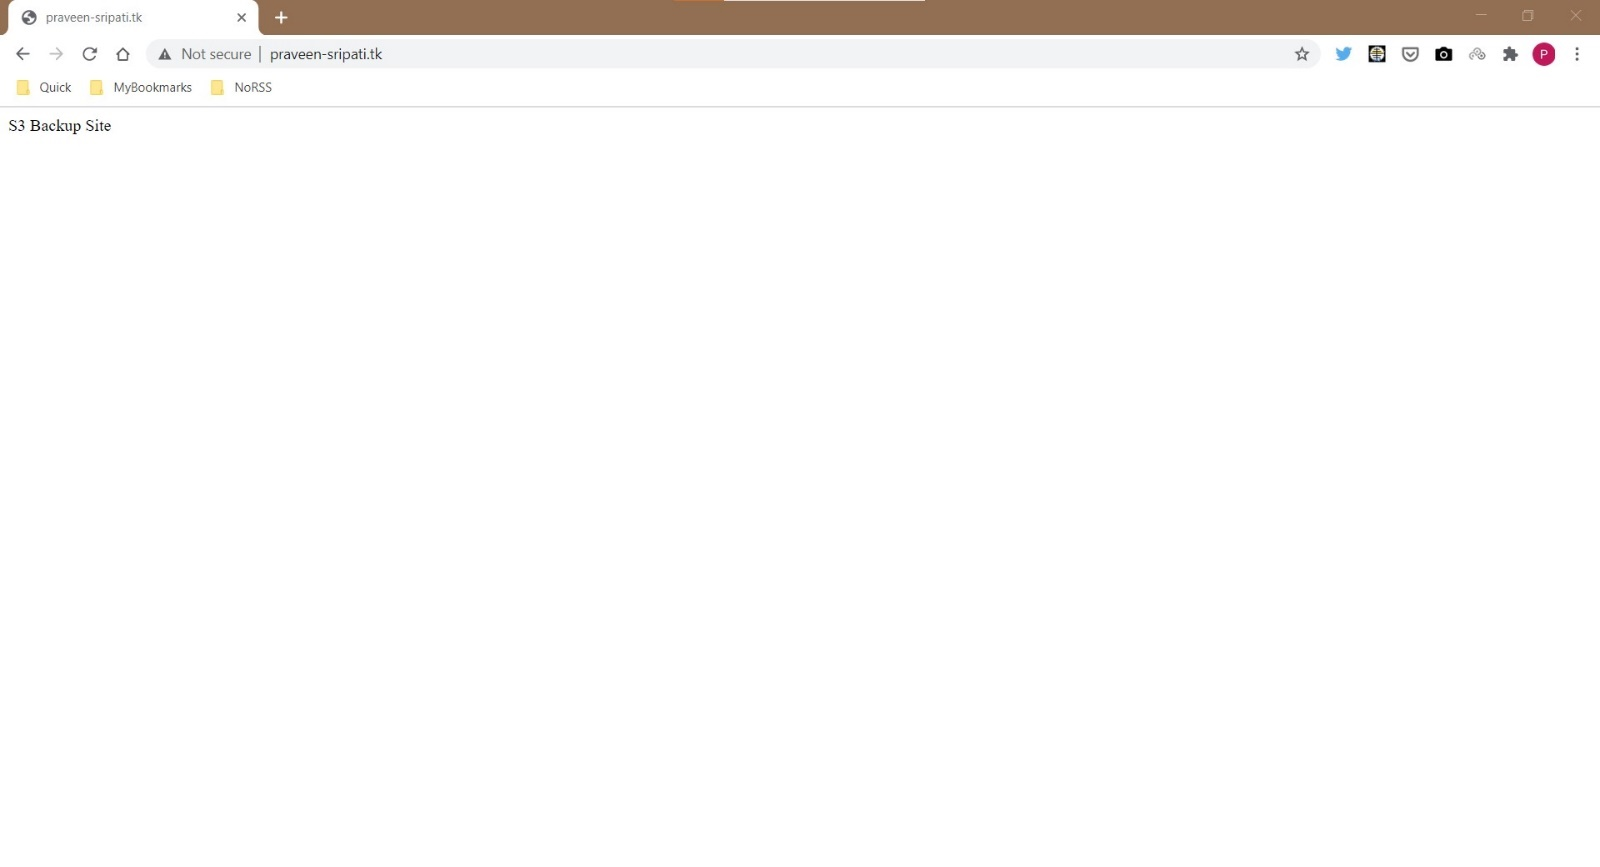 praveen-sripati.tk
Not secure | praveen-sripati.tk
P
Quick MyBookmarks NoRSS
S3 Backup Site